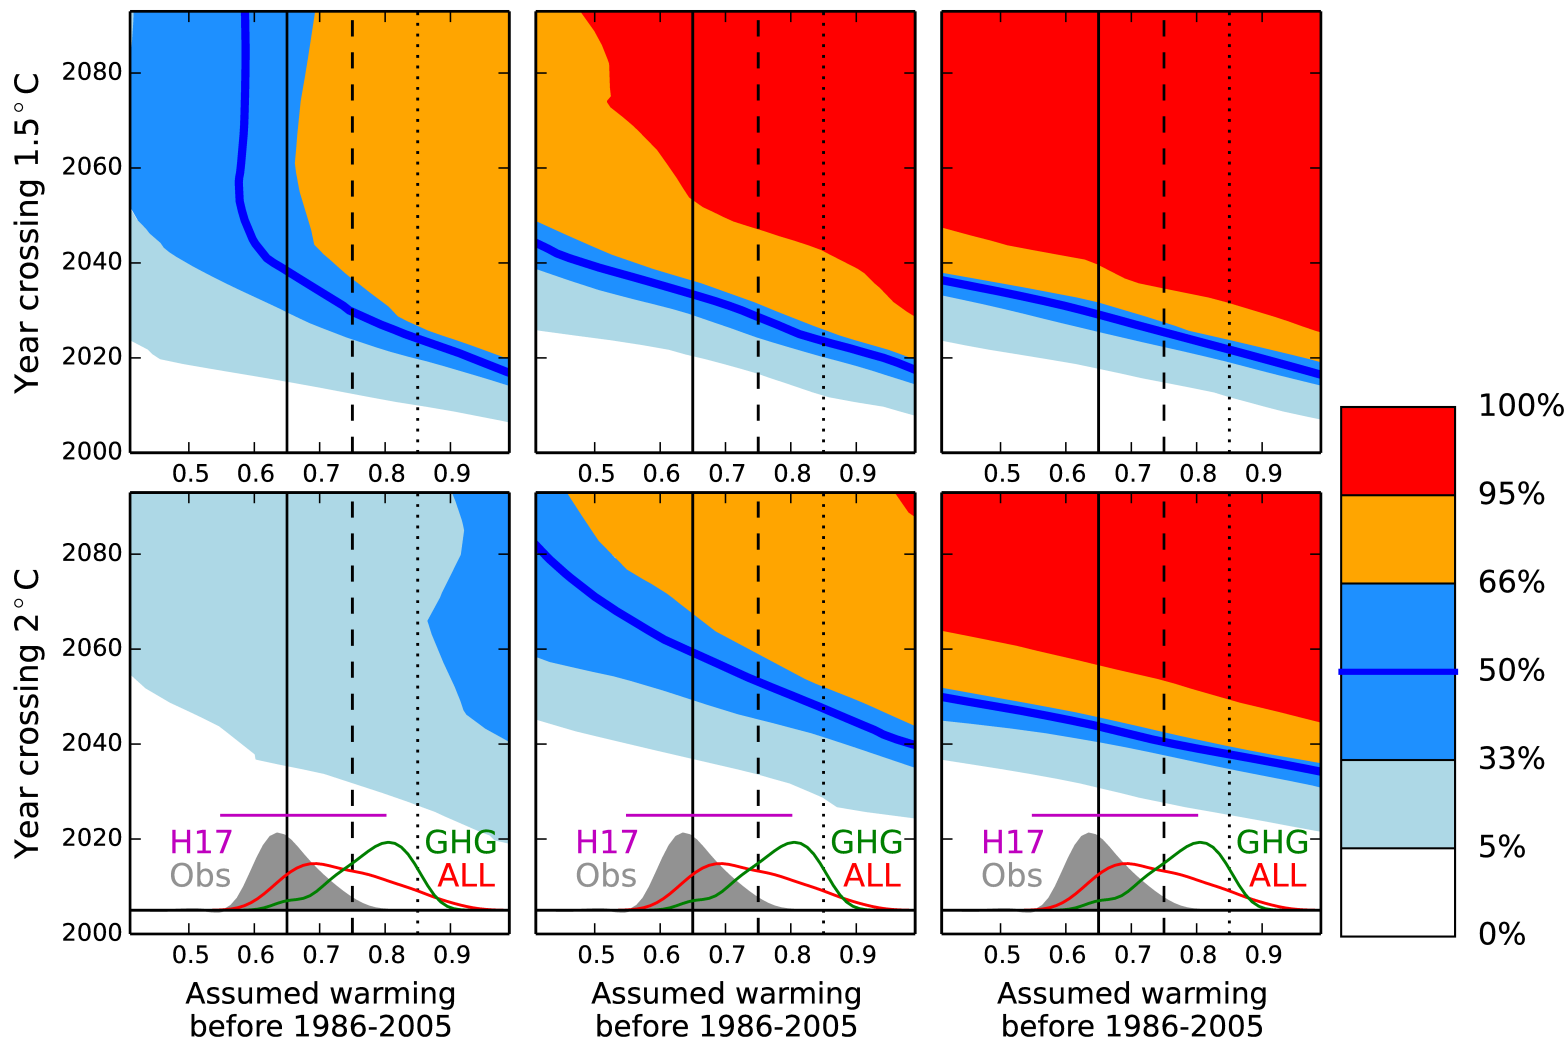 Year crossing 1.5°C
2080
2060
2040
2020
2000
0.5 0.6 0.7 0.8 0.9
0.5 0.6 0.7 0.8 0.9
0.5 0.6 0.7 0.8 0.9
100%
95%
66%
50%
33%
5%
0%
Year crossing 2°C
2080
2060
2040
2020
2000
H17 GHG
Obs ALL
H17 GHG
Obs ALL
H17 GHG
Obs ALL
0.5 0.6 0.7 0.8 0.9
0.5 0.6 0.7 0.8 0.9
0.5 0.6 0.7 0.8 0.9
Assumed warming
before 1986-2005
Assumed warming
before 1986-2005
Assumed warming
before 1986-2005